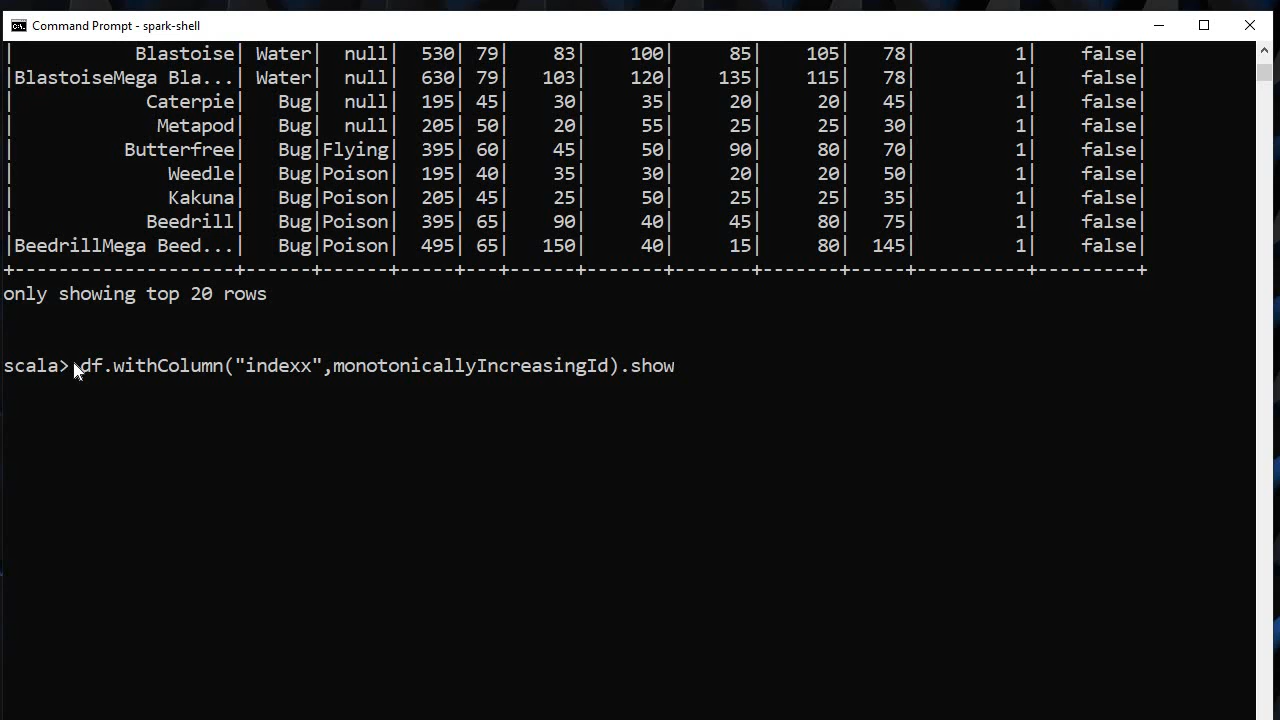 Command Prompt - spark-shell
|           Blastoise| Water|  null|  530| 79|    83|    100|     85|    105|   78|         1|    false|
|BlastoiseMega Bla...| Water|  null|  630| 79|   103|    120|    135|    115|   78|         1|    false|
|            Caterpie|   Bug|  null|  195| 45|    30|     35|     20|     20|   45|         1|    false|
|             Metapod|   Bug|  null|  205| 50|    20|     55|     25|     25|   30|         1|    false|
|          Butterfree|   Bug|Flying|  395| 60|    45|     50|     90|     80|   70|         1|    false|
|              Weedle|   Bug|Poison|  195| 40|    35|     30|     20|     20|   50|         1|    false|
|              Kakuna|   Bug|Poison|  205| 45|    25|     50|     25|     25|   35|         1|    false|
|            Beedrill|   Bug|Poison|  395| 65|    90|     40|     45|     80|   75|         1|    false|
|BeedrillMega Beed...|   Bug|Poison|  495| 65|   150|     40|     15|     80|  145|         1|    false|
+--------------------+------+------+-----+---+------+-------+-------+-------+-----+----------+---------+
only showing top 20 rows
scala> df.withColumn("indexx",monotonicallyIncreasingId).show